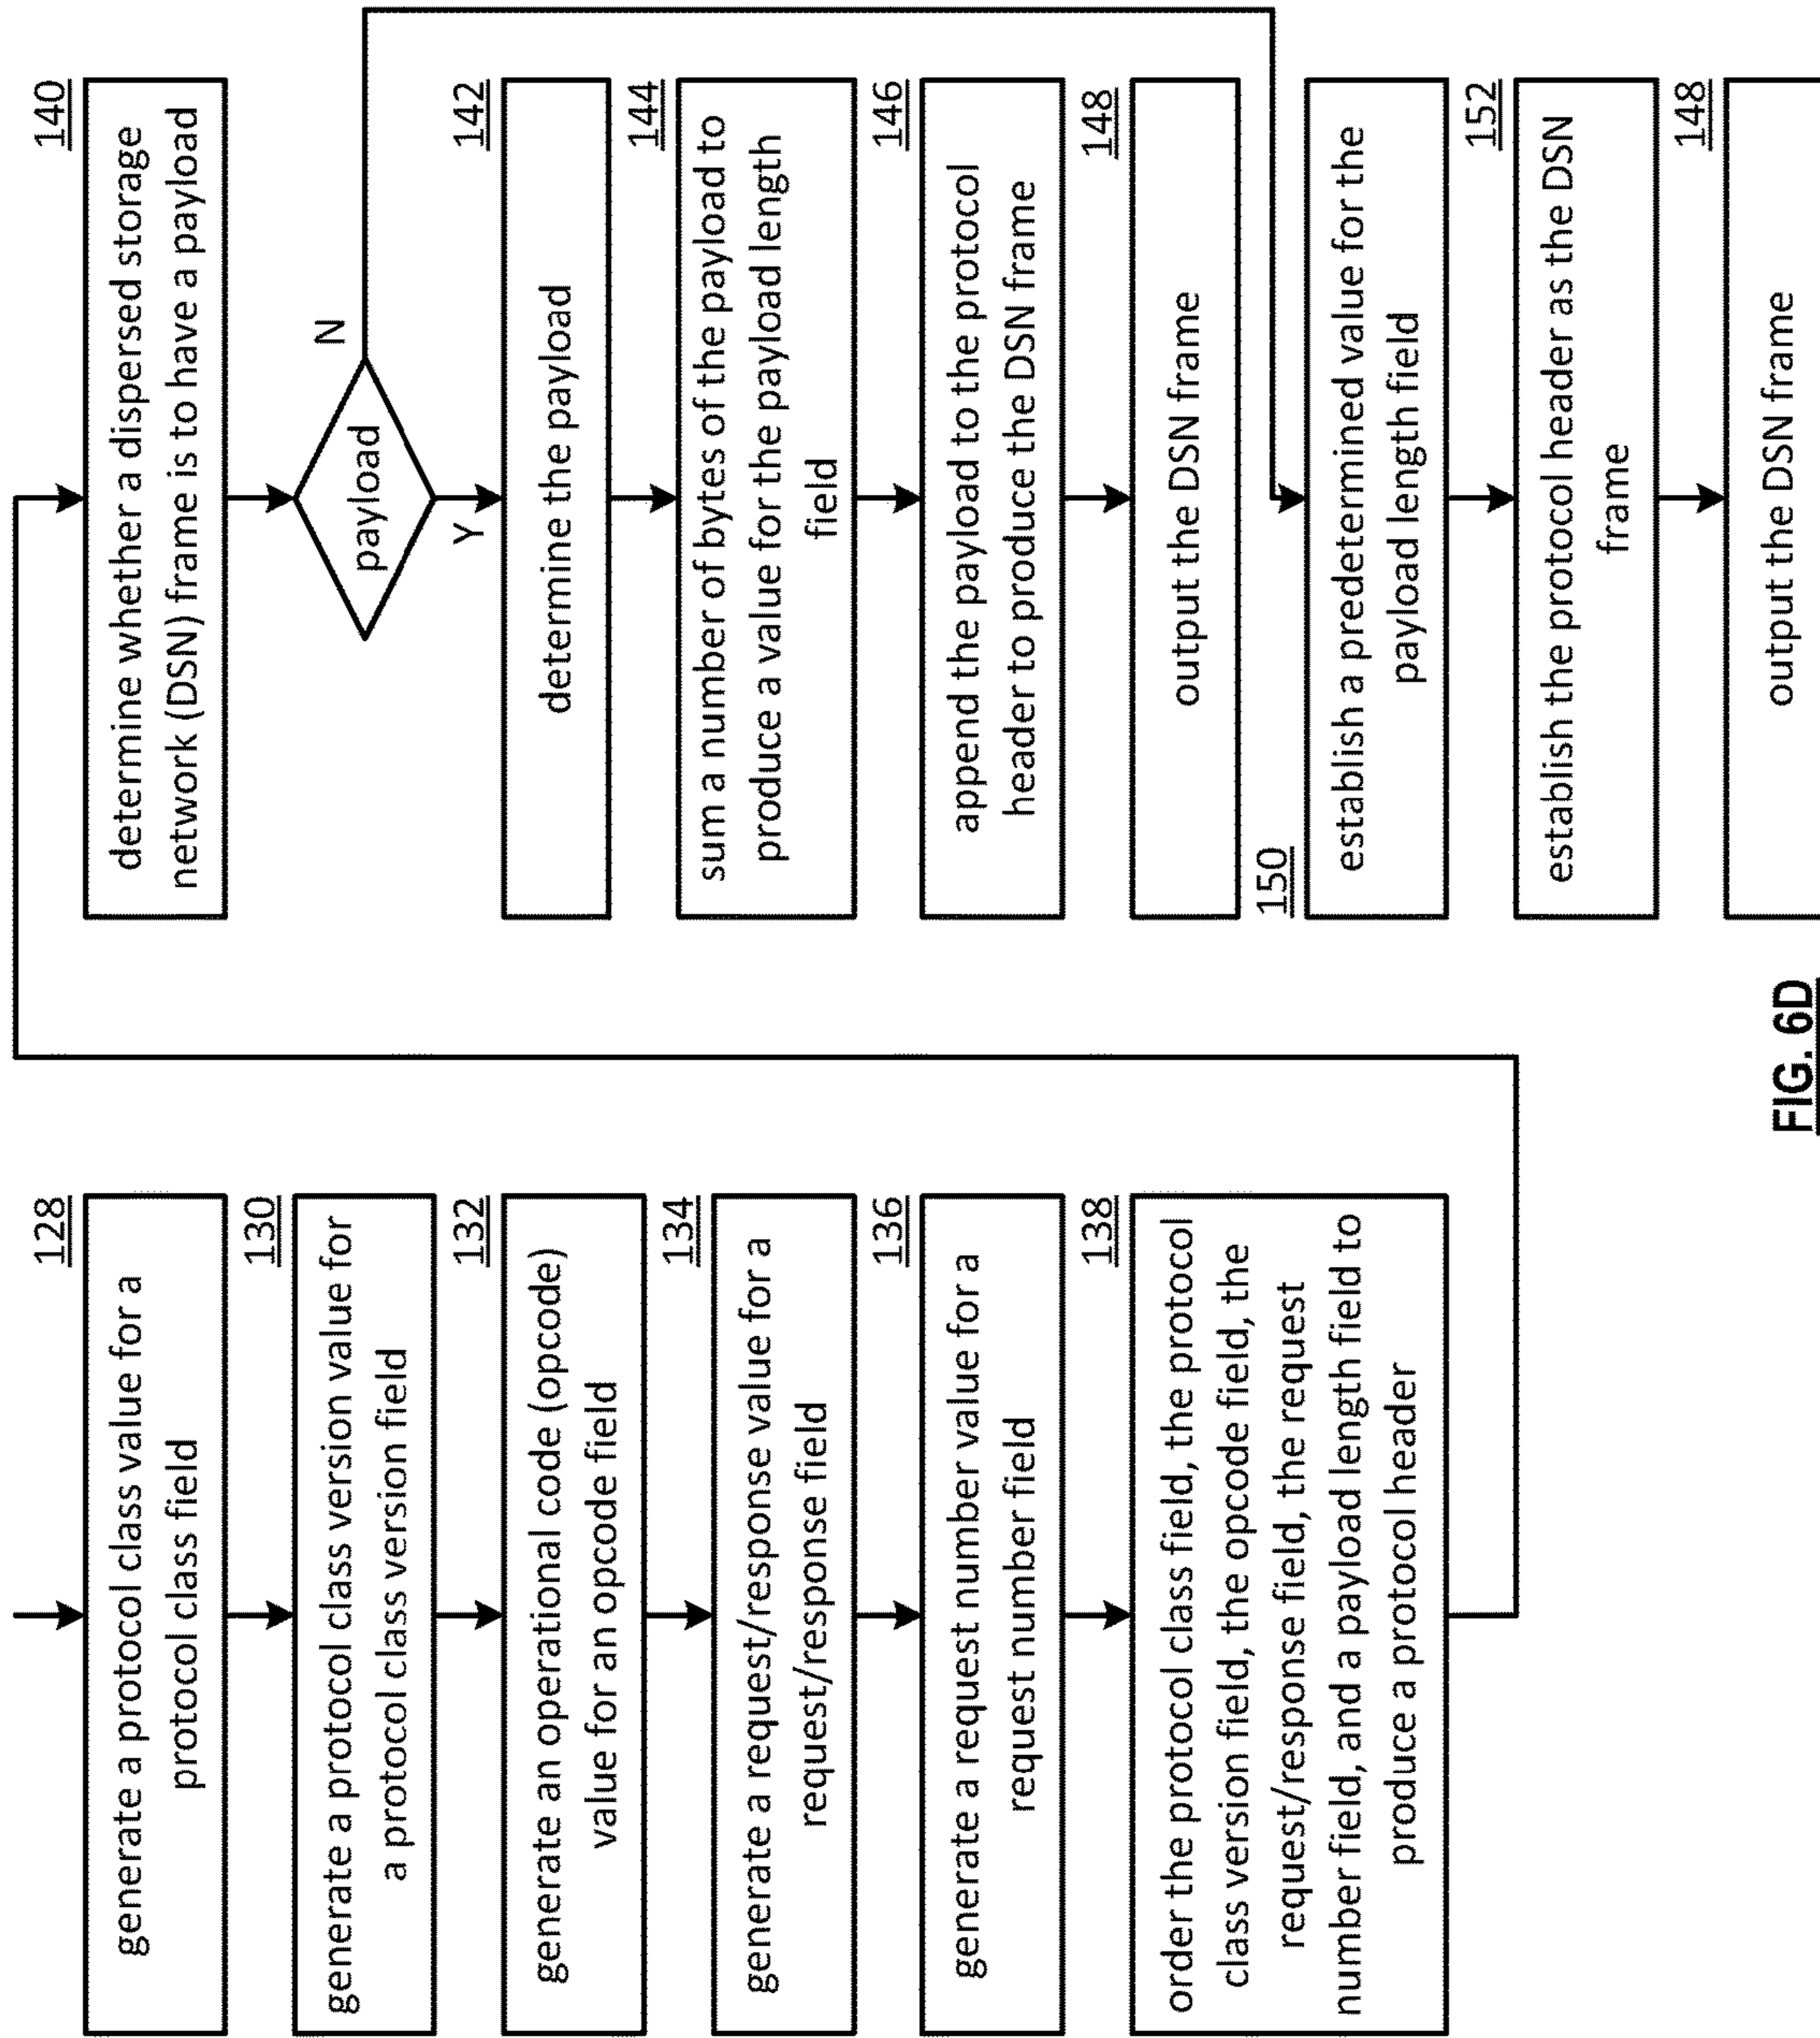 128
generate a protocol class value for a
protocol class field
130
generate a protocol class version value for
a protocol class version field
132
generate an operational code (opcode)
value for an opcode field
134
generate a request/response value for a
request/response field
136
generate a request number value for a
request number field
138
order the protocol class field, the protocol
class version field, the opcode field, the
request/response field, the request
number field, and a payload length field to
produce a protocol header
140
determine whether a dispersed storage
network (DSN) frame is to have a payload
payload
N
Y
142
determine the payload
144
sum a number of bytes of the payload to
produce a value for the payload length
field
146
append the payload to the protocol
header to produce the DSN frame
148
output the DSN frame
150
establish a predetermined value for the
payload length field
152
establish the protocol header as the DSN
frame
148
output the DSN frame
FIG. 6D